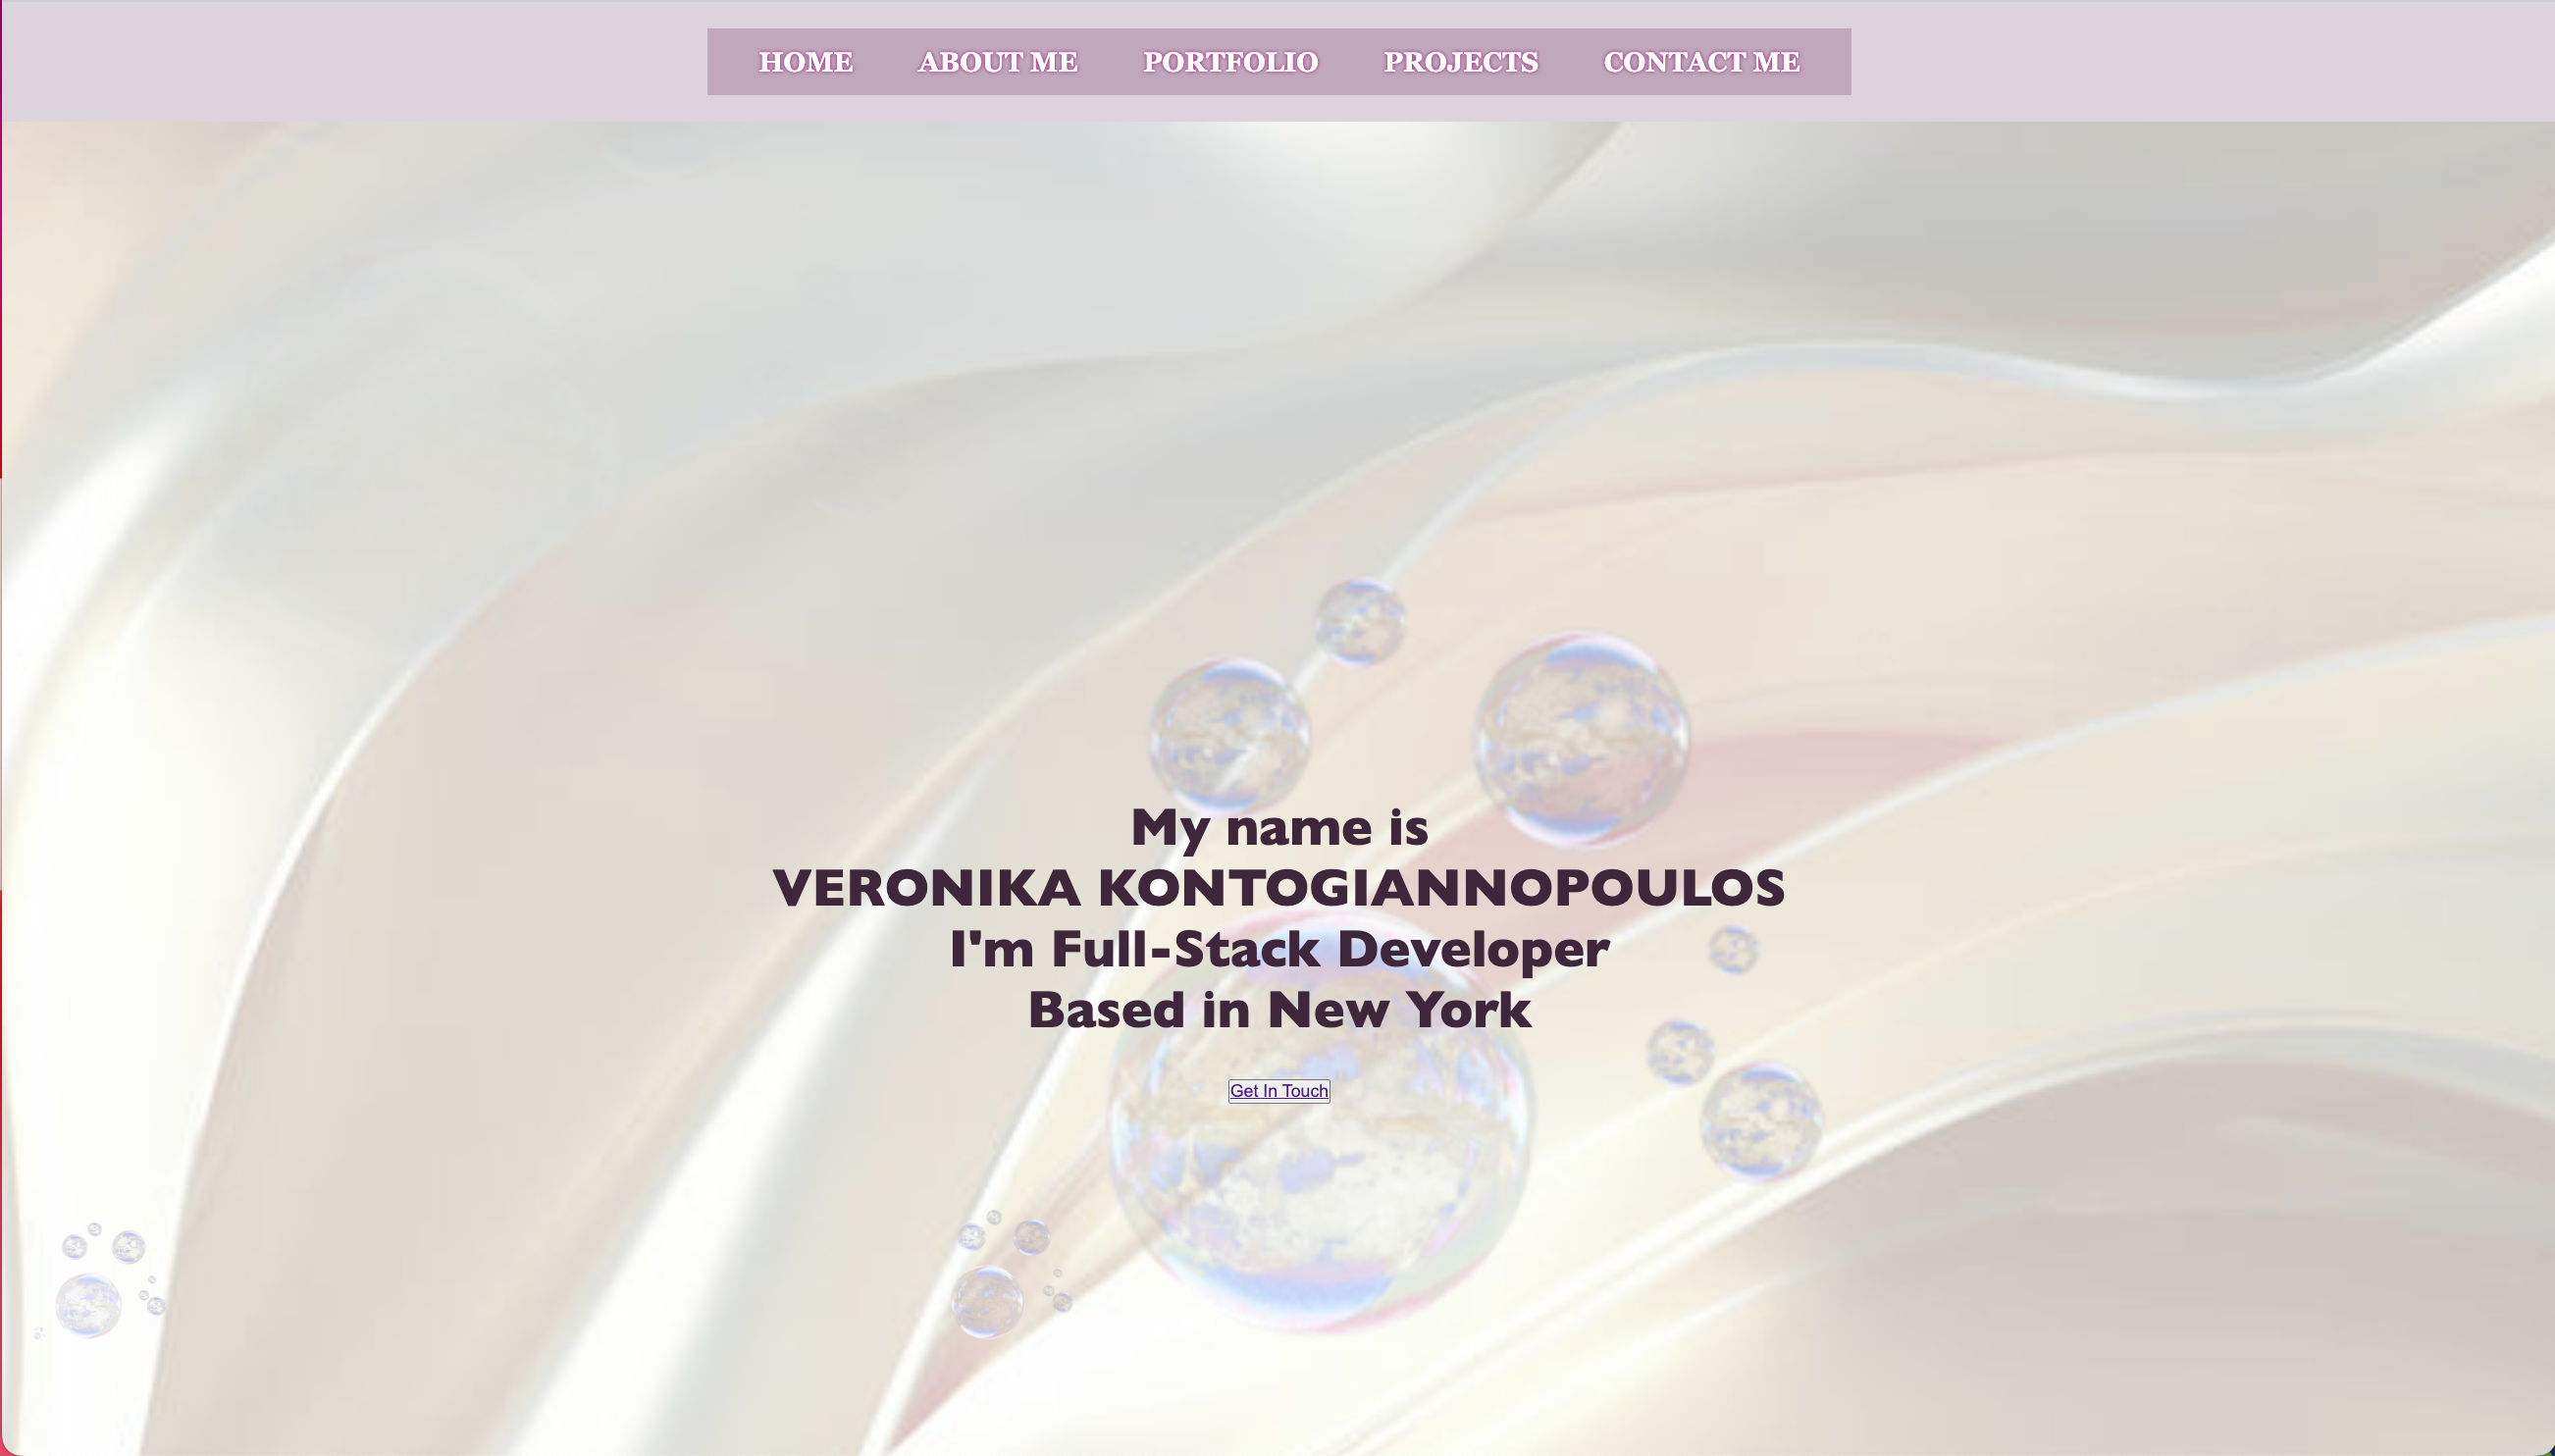 HOME ABOUT ME PORTFOLIO PROJECTS CONTACT ME
My name is
VERONIKA KONTOGIANNOPOULOS
I'm Full-Stack Developer
Based in New York
Get In Touch